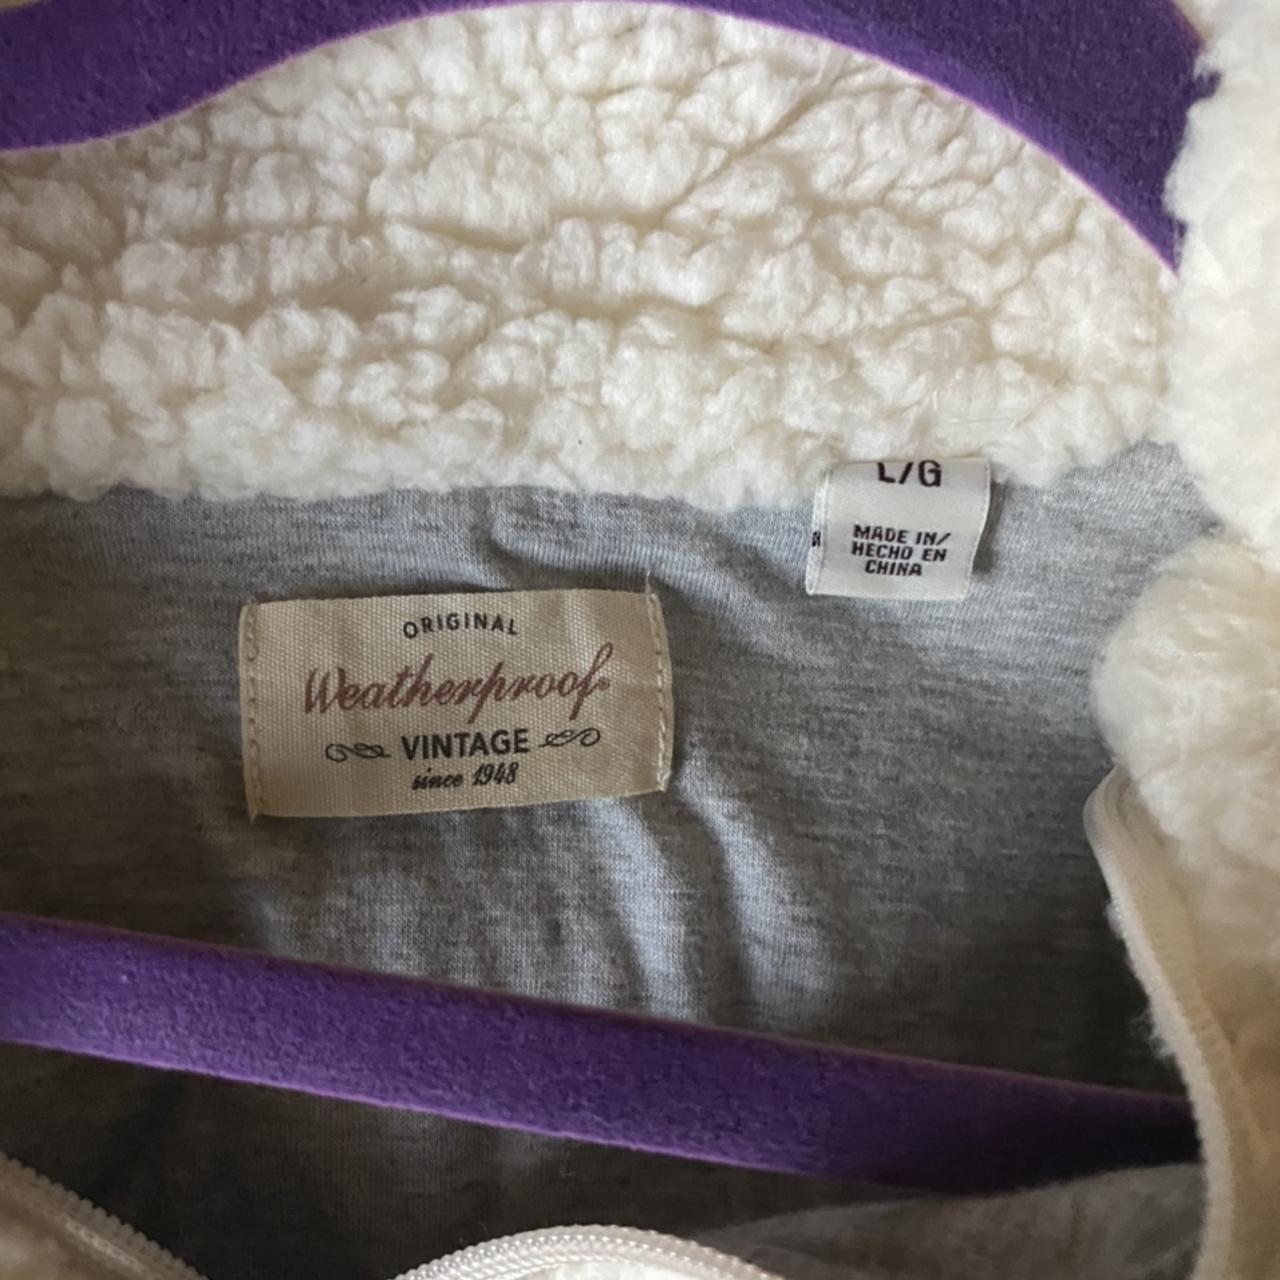 L/G
MADE IN/
HECHO EN
CHINA
ORIGINAL
Weatherproof
VINTAGE
since 1948